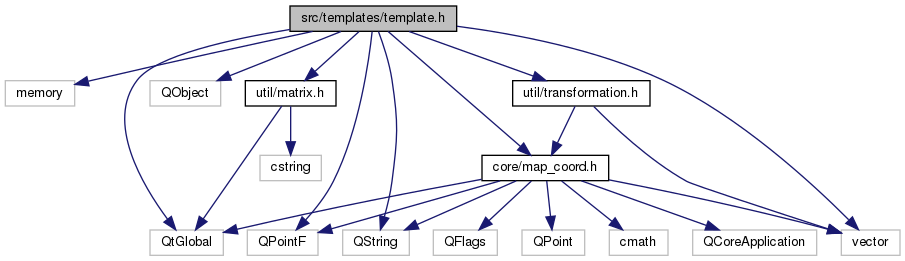 src/templates/template.h
memory
QObject
util/matrix.h
util/transformation.h
cstring
core/map_coord.h
QtGlobal
QPointF
QString
QFlags
QPoint
cmath
QCoreApplication
vector